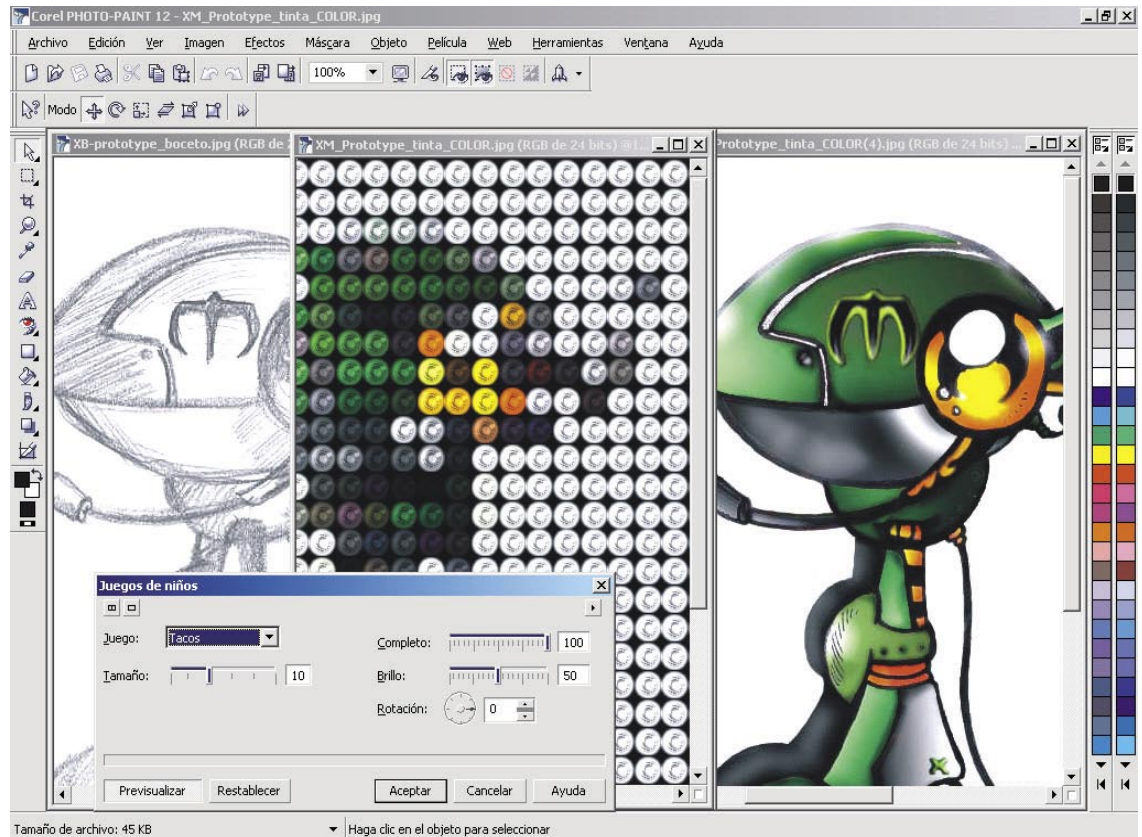 Corel PHOTO-PAINT 12 - XM_Prototype_tinta_COLOR.jpg
Archivo Edición Ver Imagen Efectos Máscara Objeto Película Web Herramientas Ventana Ayuda
100%
Modo
XB-prototype_boceto.jpg (RGB de 2
XM_Prototype_tinta_COLOR.jpg (RGB de 24 bits) @1...
Prototype_tinta_COLOR(4).jpg (RGB de 24 bits) ...
Juegos de niños
Juego: Tacos
Completo: 100
Tamaño: 10
Brillo: 50
Rotación: 0
Previsualizar Restablecer Aceptar Cancelar Ayuda
Tamaño de archivo: 45 KB Haga clic en el objeto para seleccionar